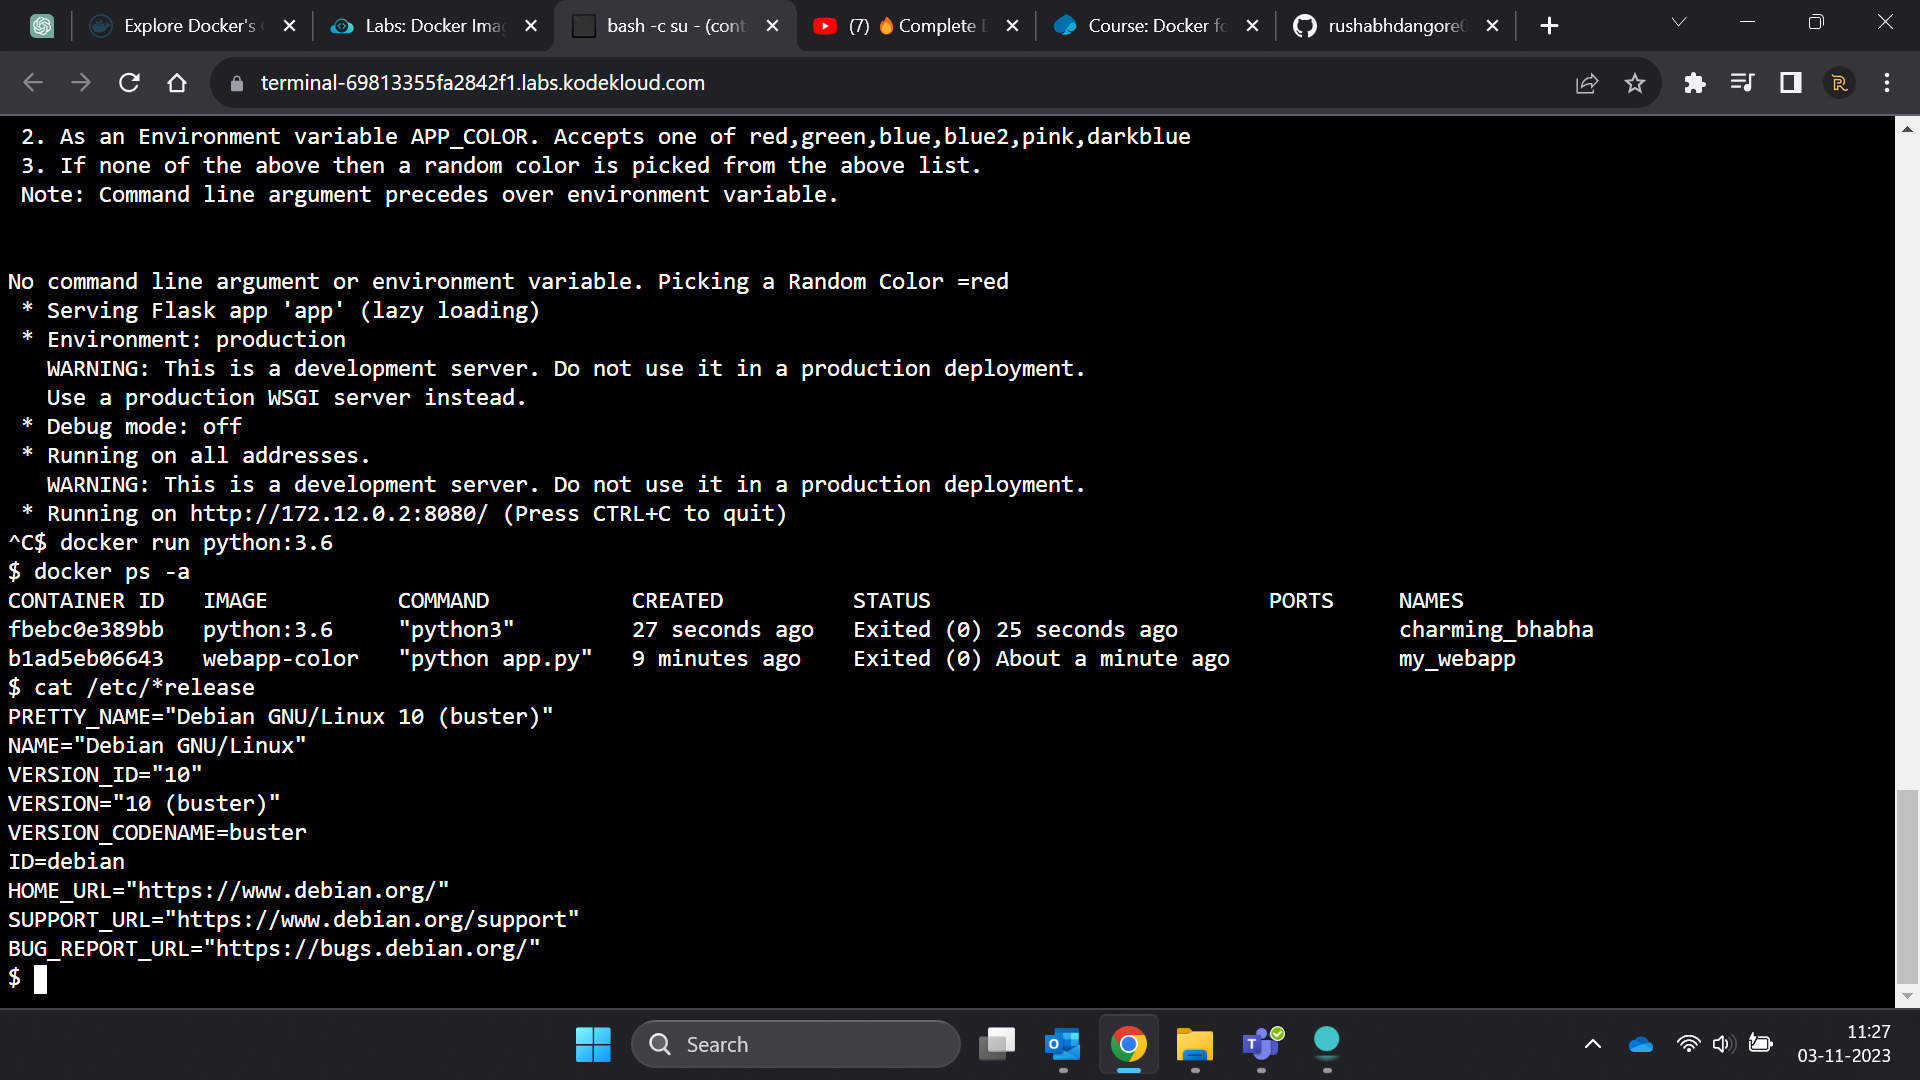 Explore Docker's
Labs: Docker Ima
bash -c su - (cont
(7) 🔥Complete
Course: Docker fo
rushabhdangore
terminal-69813355fa2842f1.labs.kodekloud.com
2. As an Environment variable APP_COLOR. Accepts one of red,green,blue,blue2,pink,darkblue
3. If none of the above then a random color is picked from the above list.
Note: Command line argument precedes over environment variable.
No command line argument or environment variable. Picking a Random Color =red
* Serving Flask app 'app' (lazy loading)
* Environment: production
WARNING: This is a development server. Do not use it in a production deployment.
Use a production WSGI server instead.
* Debug mode: off
* Running on all addresses.
WARNING: This is a development server. Do not use it in a production deployment.
* Running on http://172.12.0.2:8080/ (Press CTRL+C to quit)
^C$ docker run python:3.6
$ docker ps -a
CONTAINER ID IMAGE COMMAND CREATED STATUS PORTS NAMES
fbebc0e389bb python:3.6 "python3" 27 seconds ago Exited (0) 25 seconds ago charming_bhabha
b1ad5eb06643 webapp-color "python app.py" 9 minutes ago Exited (0) About a minute ago my_webapp
$ cat /etc/*release
PRETTY_NAME="Debian GNU/Linux 10 (buster)"
NAME="Debian GNU/Linux"
VERSION_ID="10"
VERSION="10 (buster)"
VERSION_CODENAME=buster
ID=debian
HOME_URL="https://www.debian.org/"
SUPPORT_URL="https://www.debian.org/support"
BUG_REPORT_URL="https://bugs.debian.org/"
$
Search
11:27
03-11-2023